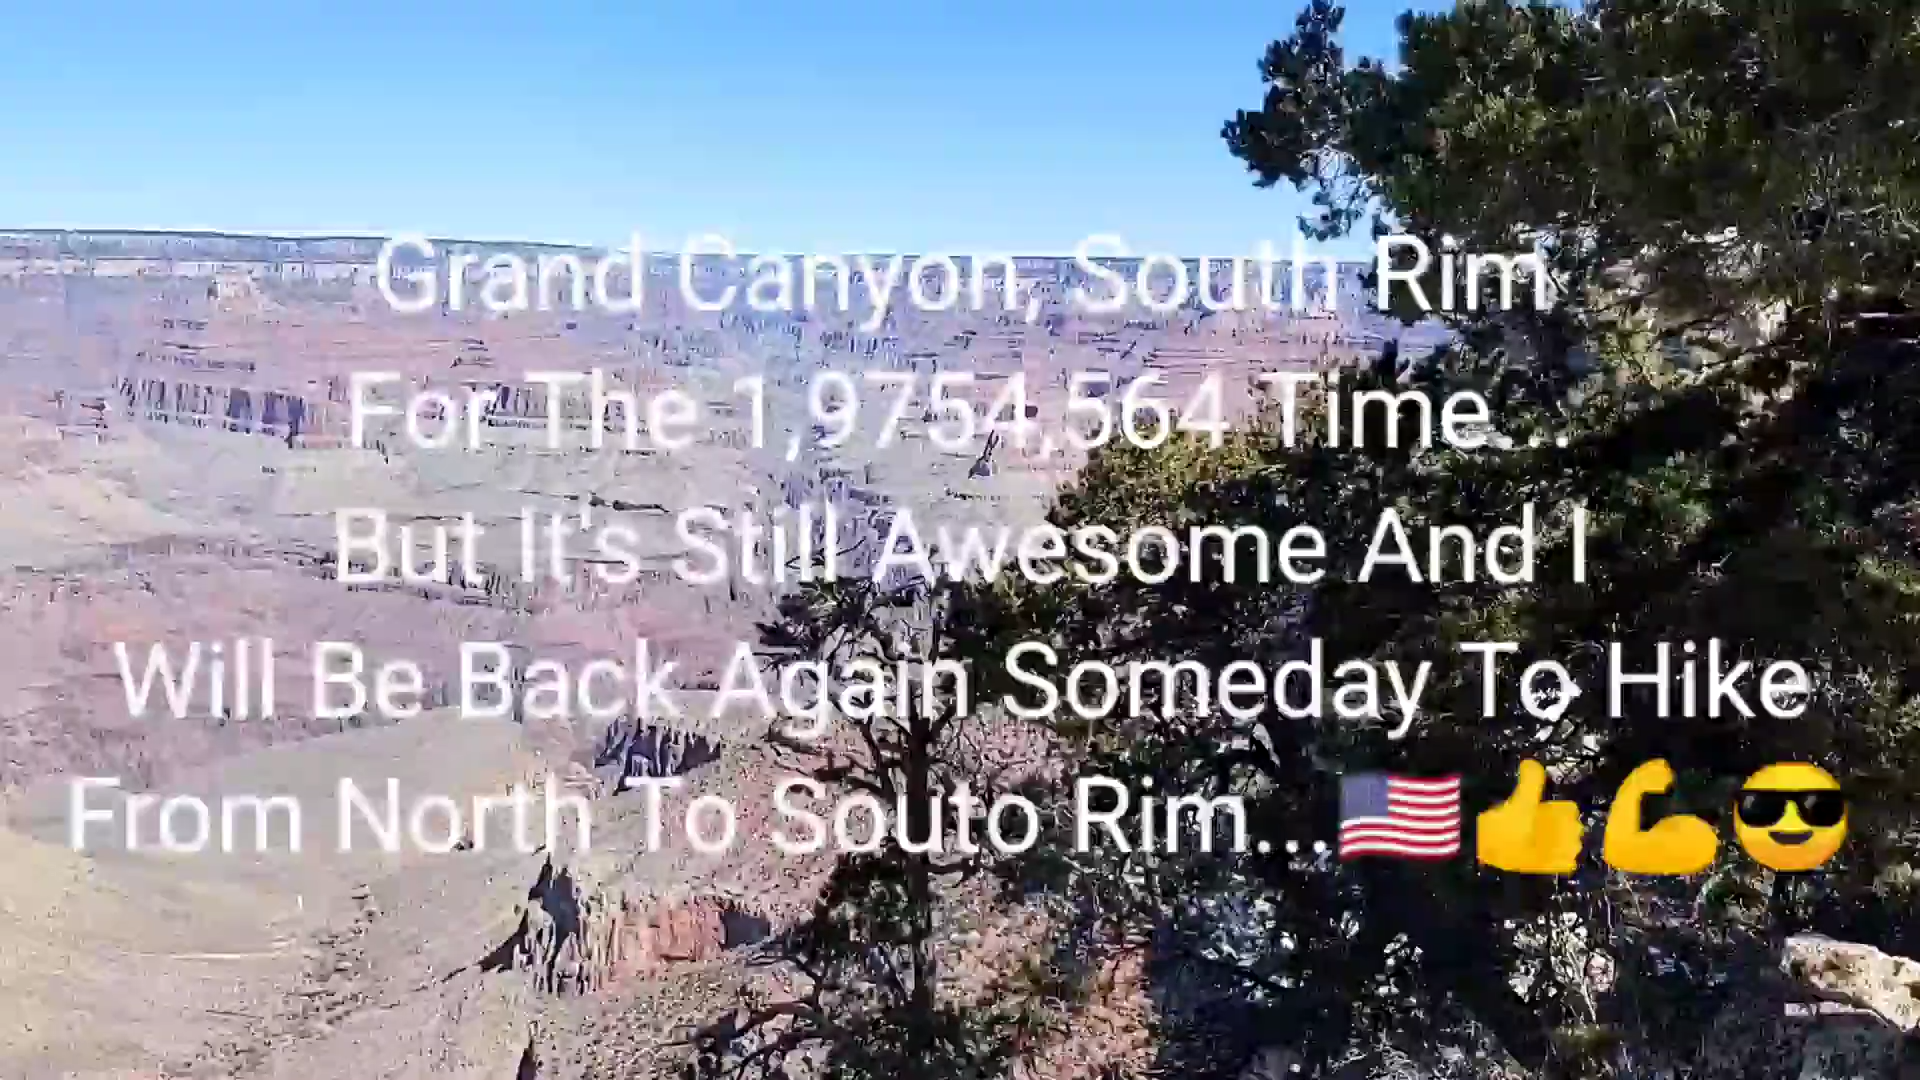 Grand Canyon, South Rim
For The 1,9754,564 Time...
But It's Still Awesome And I
Will Be Back Again Someday To Hike
From North To Souto Rim...🇺🇸👍💪😎